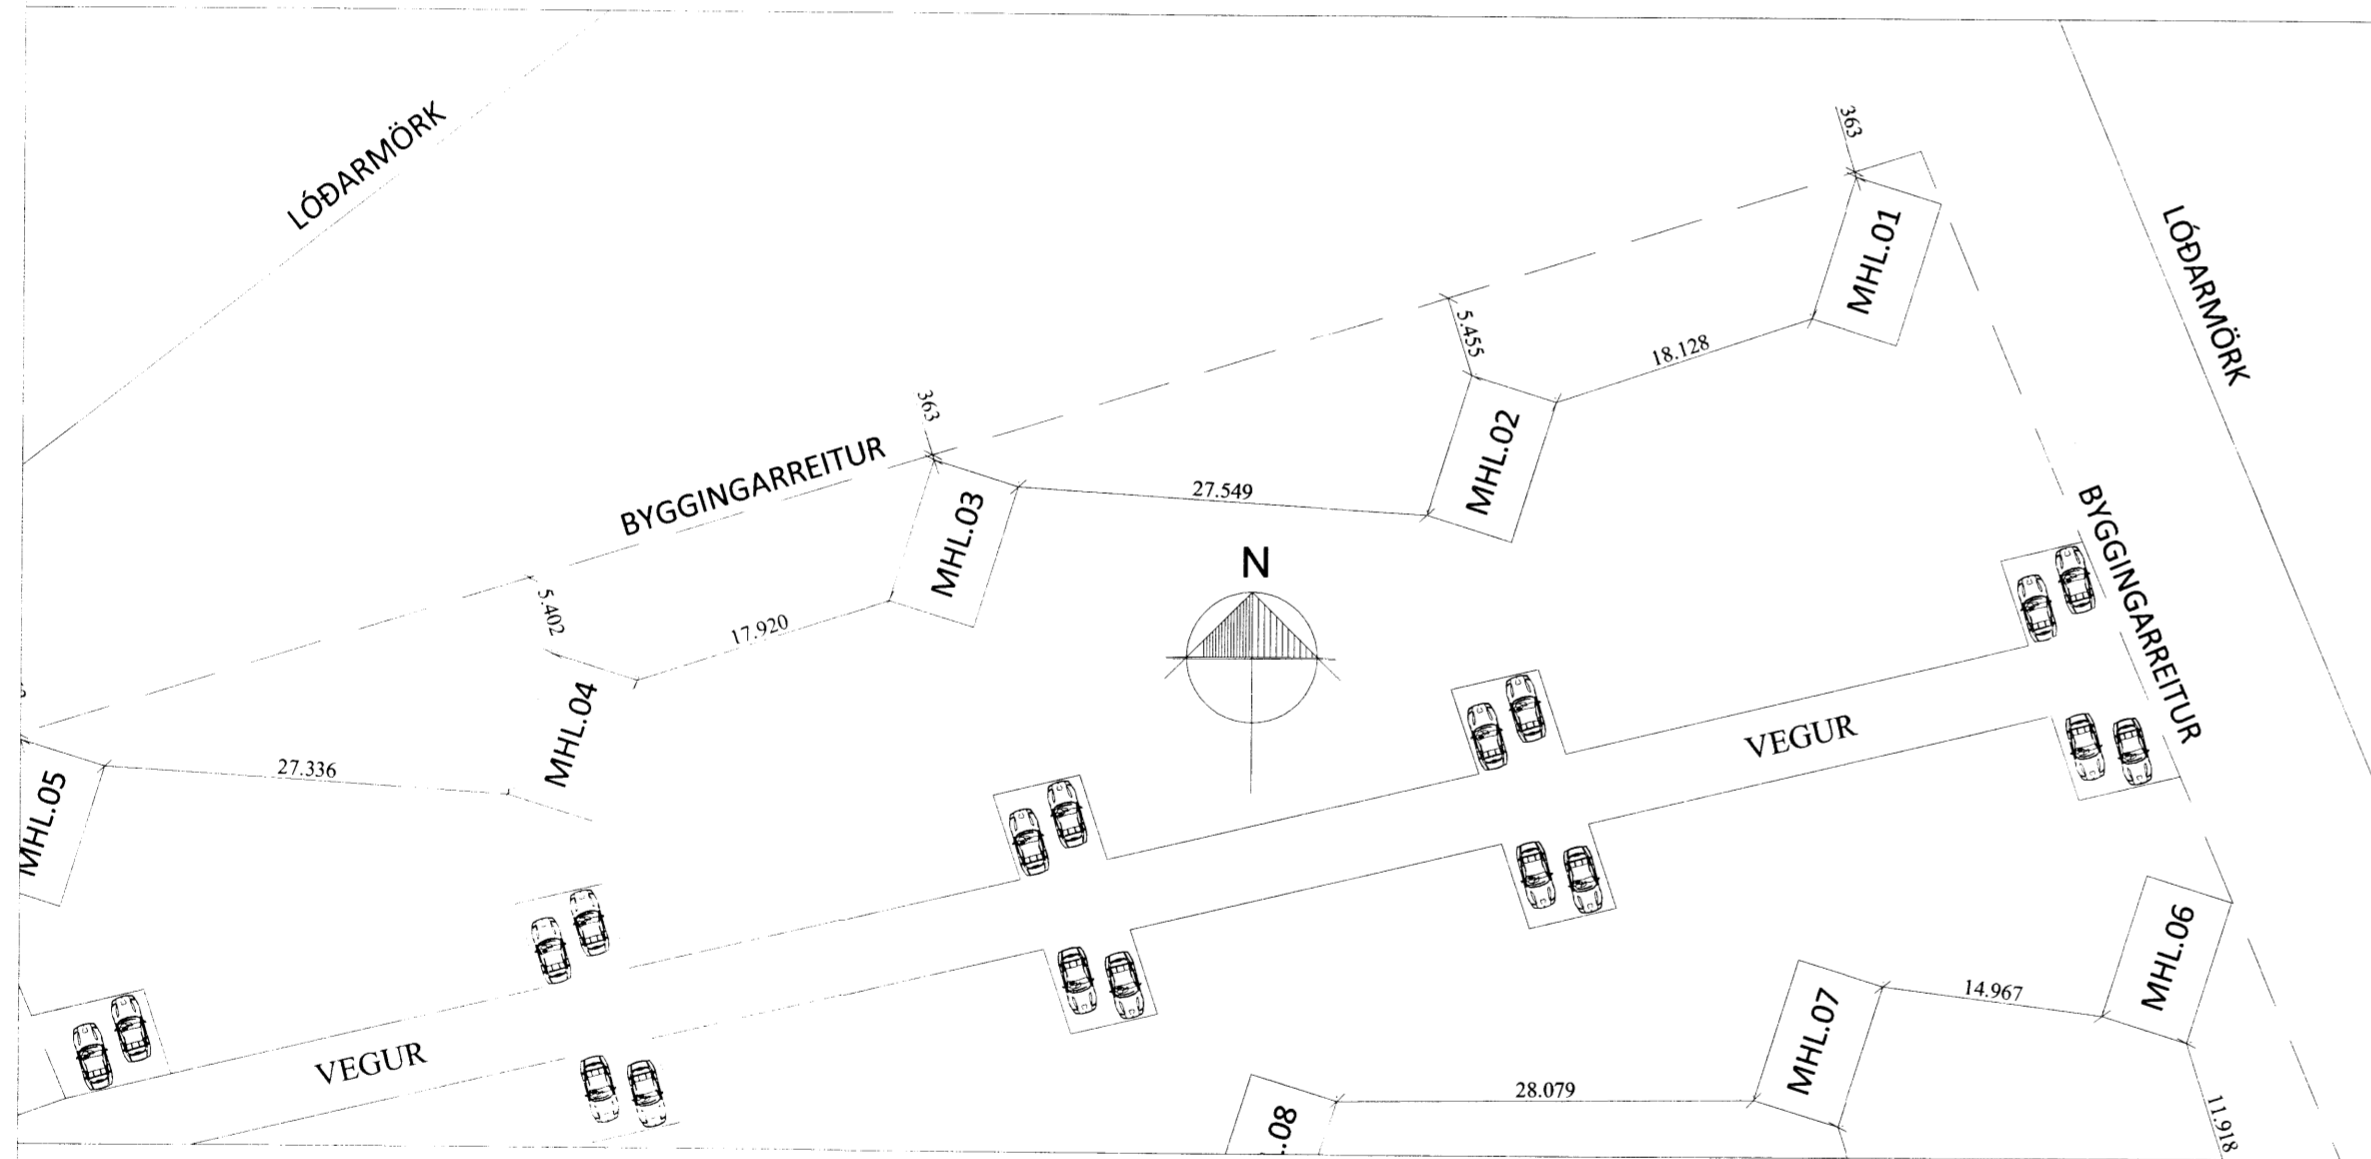 LÓÐARMÖRK
363
MHL.01
LÓÐARMÖRK
5.455
18.128
363
BYGGINGARREITUR
MHL.02
MHL.03
27.549
BYGGINGARREITUR
N
5.402
17.920
MHL.04
27.336
MHL.05
VEGUR
MHL.06
MHL.07
14.967
VEGUR
28.079
.08
11.918